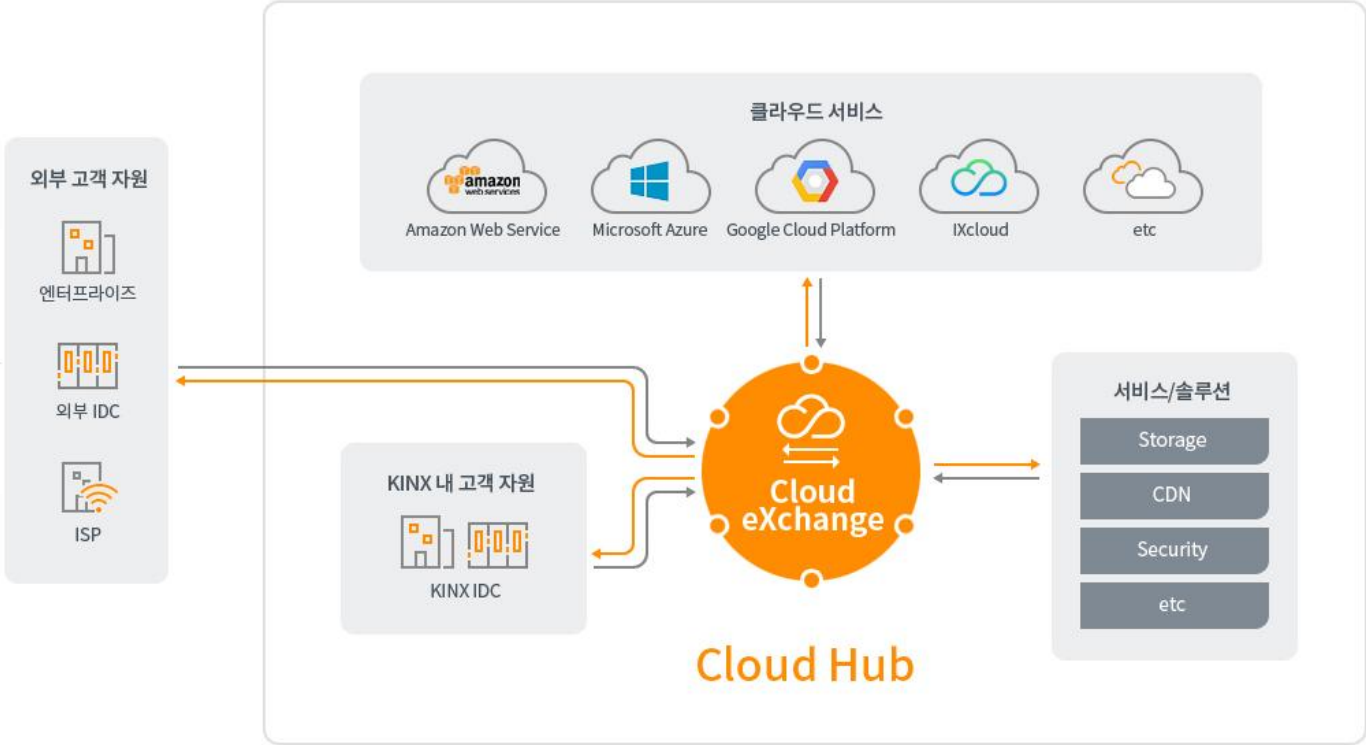 클라우드 서비스
amazon
web services
Amazon Web Service
Microsoft Azure
Google Cloud Platform
IXcloud
etc
외부 고객 자원
엔터프라이즈
외부 IDC
ISP
KINX 내 고객 자원
KINX IDC
Cloud
eXchange
Cloud Hub
서비스/솔루션
Storage
CDN
Security
etc